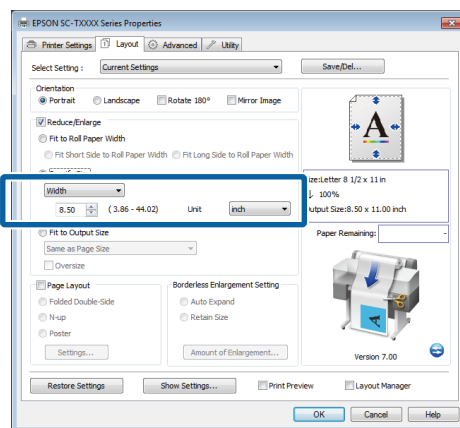 EPSON SC-TXXXX Series Properties
Printer Settings Layout Advanced Utility
Select Setting : Current Settings Save/Del...
Orientation
Portrait Landscape Rotate 180° Mirror Image
Reduce/Enlarge
Fit to Roll Paper Width
Fit Short Side to Roll Paper Width Fit Long Side to Roll Paper Width
Width
8.50 ( 3.86 - 44.02) Unit inch
Fit to Output Size
Same as Page Size
Oversize
Page Layout
Folded Double-Side
N-up
Poster
Settings...
Borderless Enlargement Setting
Auto Expand
Retain Size
Amount of Enlargement...
A
ize:Letter 8 1/2 x 11 in
100%
utput Size:8.50 x 11.00 inch
Paper Remaining: -
Version 7.00
Restore Settings Show Settings... Print Preview Layout Manager
OK Cancel Help